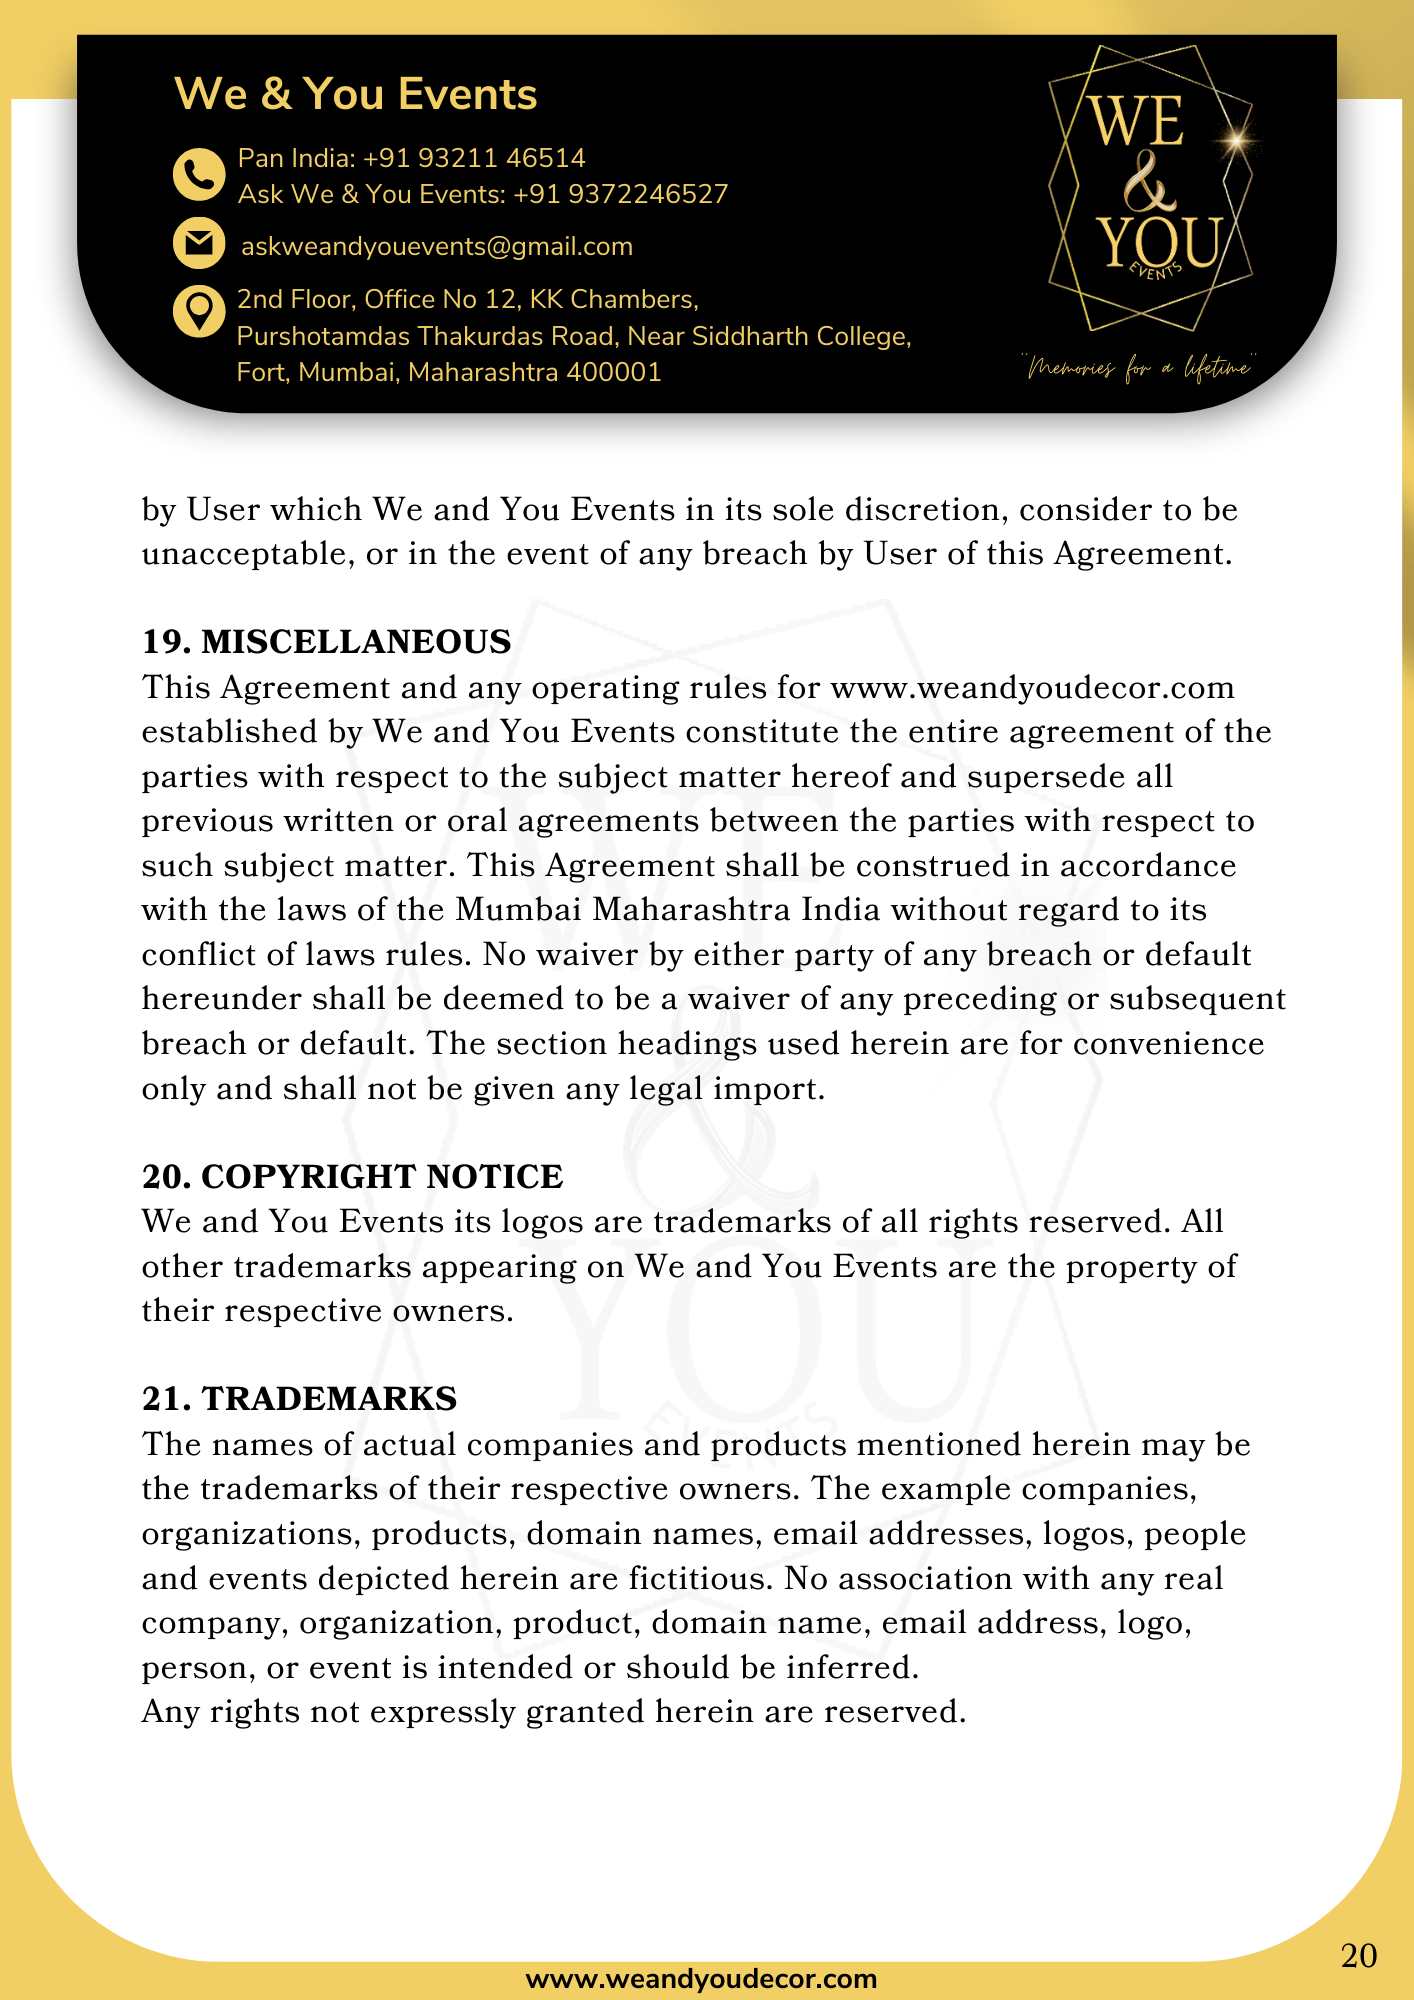 We & You Events
Pan India: +91 93211 46514
Ask We & You Events: +91 9372246527
askweandyouevents@gmail.com
2nd Floor, Office No 12, KK Chambers,
Purshotamdas Thakurdas Road, Near Siddharth College,
Fort, Mumbai, Maharashtra 400001
WE
&
YOU
EVENTS
"Memories for a lifetime"
by User which We and You Events in its sole discretion, consider to be
unacceptable, or in the event of any breach by User of this Agreement.
19. MISCELLANEOUS
This Agreement and any operating rules for www.weandyoudecor.com
established by We and You Events constitute the entire agreement of the
parties with respect to the subject matter hereof and supersede all
previous written or oral agreements between the parties with respect to
such subject matter. This Agreement shall be construed in accordance
with the laws of the Mumbai Maharashtra India without regard to its
conflict of laws rules. No waiver by either party of any breach or default
hereunder shall be deemed to be a waiver of any preceding or subsequent
breach or default. The section headings used herein are for convenience
only and shall not be given any legal import.
20. COPYRIGHT NOTICE
We and You Events its logos are trademarks of all rights reserved. All
other trademarks appearing on We and You Events are the property of
their respective owners.
21. TRADEMARKS
The names of actual companies and products mentioned herein may be
the trademarks of their respective owners. The example companies,
organizations, products, domain names, email addresses, logos, people
and events depicted herein are fictitious. No association with any real
company, organization, product, domain name, email address, logo,
person, or event is intended or should be inferred.
Any rights not expressly granted herein are reserved.
WE
&
YOU
EVENTS
20
www.weandyoudecor.com